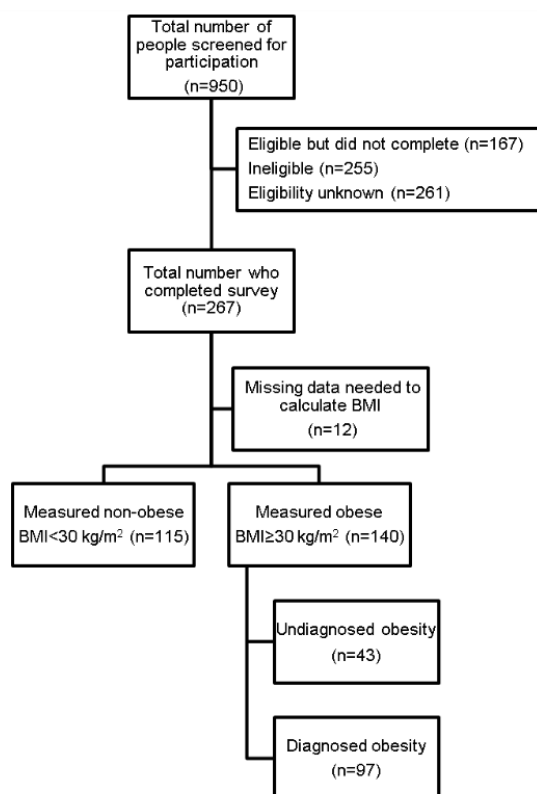 Total number of
people screened for
participation
(n=950)
Eligible but did not complete (n=167)
Ineligible (n=255)
Eligibility unknown (n=261)
Total number who
completed survey
(n=267)
Missing data needed to
calculate BMI
(n=12)
Measured non-obese
BMI<30 kg/m² (n=115)
Measured obese
BMI≥30 kg/m² (n=140)
Undiagnosed obesity
(n=43)
Diagnosed obesity
(n=97)